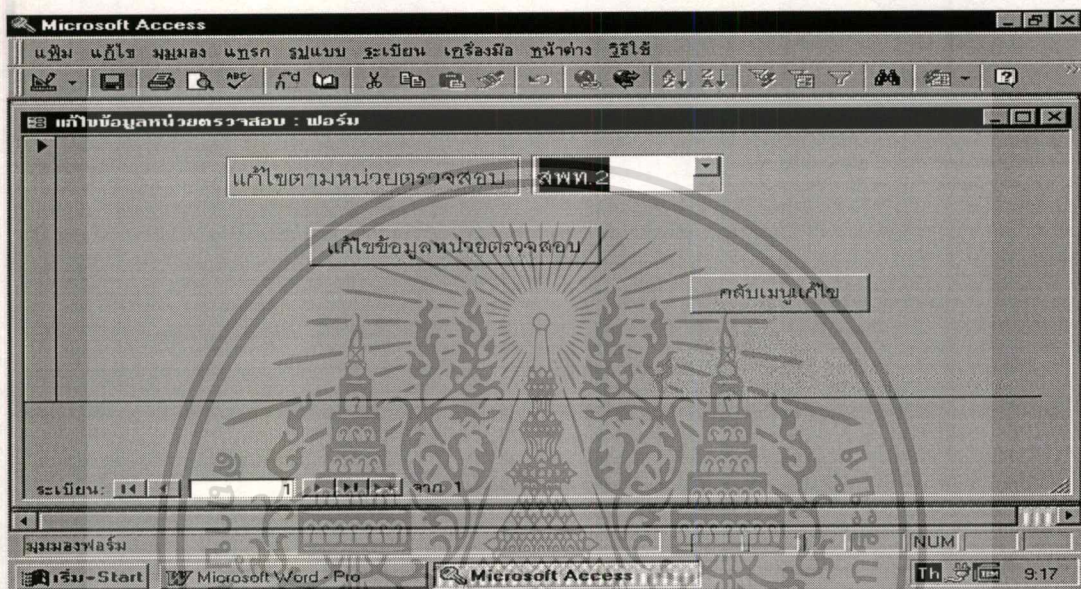 Microsoft Access
แฟ้ม แก้ไข มุมมอง แทรก รูปแบบ ระเบียน เครื่องมือ หน้าต่าง วิธีใช้
แก้ไขข้อมูลหน่วยตรวจสอบ : ฟอร์ม
แก้ไขตามหน่วยตรวจสอบ สพท.2
แก้ไขข้อมูลหน่วยตรวจสอบ
กลับเมนูแก้ไข
ระเบียน: 1 จาก 1
มุมมองฟอร์ม NUM
เริ่ม-Start Microsoft Word - Pro Microsoft Access Th 9:17